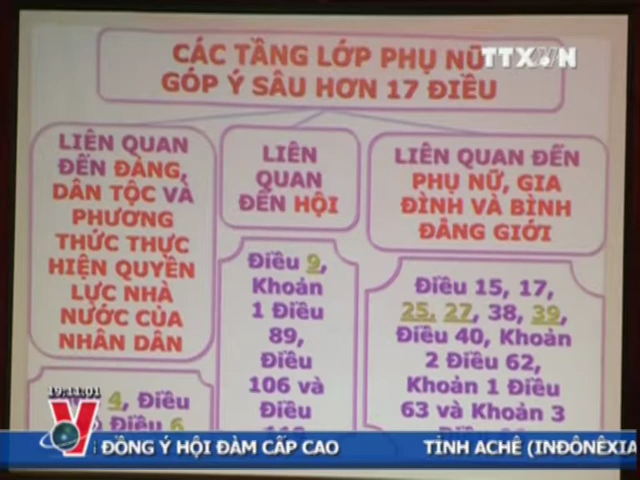 CÁC TẦNG LỚP PHỤ NỮ
TTXVN
GÓP Ý SÂU HƠN 17 ĐIỀU
LIÊN QUAN
ĐẾN ĐẢNG,
DÂN TỘC VÀ
PHƯƠNG
THỨC THỰC
HIỆN QUYỀN
LỰC NHÀ
NƯỚC CỦA
NHÂN DÂN
LIÊN
QUAN
ĐẾN HỘI
LIÊN QUAN ĐẾN
PHỤ NỮ, GIA
ĐÌNH VÀ BÌNH
ĐẲNG GIỚI
4, Điều
Điều 6
Điều 9,
Khoản
1 Điều
89,
Điều
106 và
Điều
Điều 15, 17,
25, 27, 38, 39,
Điều 40, Khoản
2 Điều 62,
Khoản 1 Điều
63 và Khoản 3
19:11:01
V
ĐỒNG Ý HỘI ĐÀM CẤP CAO
TỈNH ACHÊ (INĐÔNÊXIA